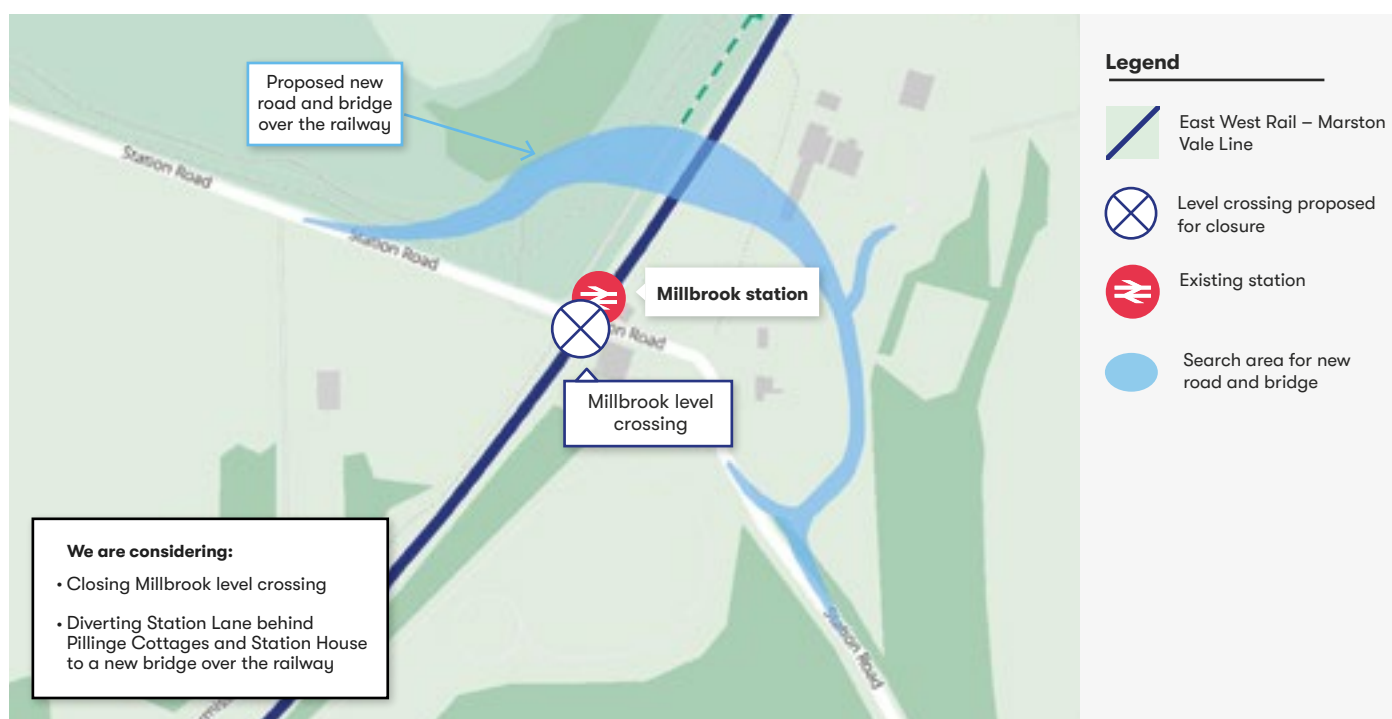 Proposed new
road and bridge
over the railway
Station Road
Station Road
Millbrook station
on Road
Millbrook level
crossing
Station Road
We are considering:
• Closing Millbrook level crossing
• Diverting Station Lane behind
Pillinge Cottages and Station House
to a new bridge over the railway
Legend
East West Rail – Marston
Vale Line
Level crossing proposed
for closure
Existing station
Search area for new
road and bridge